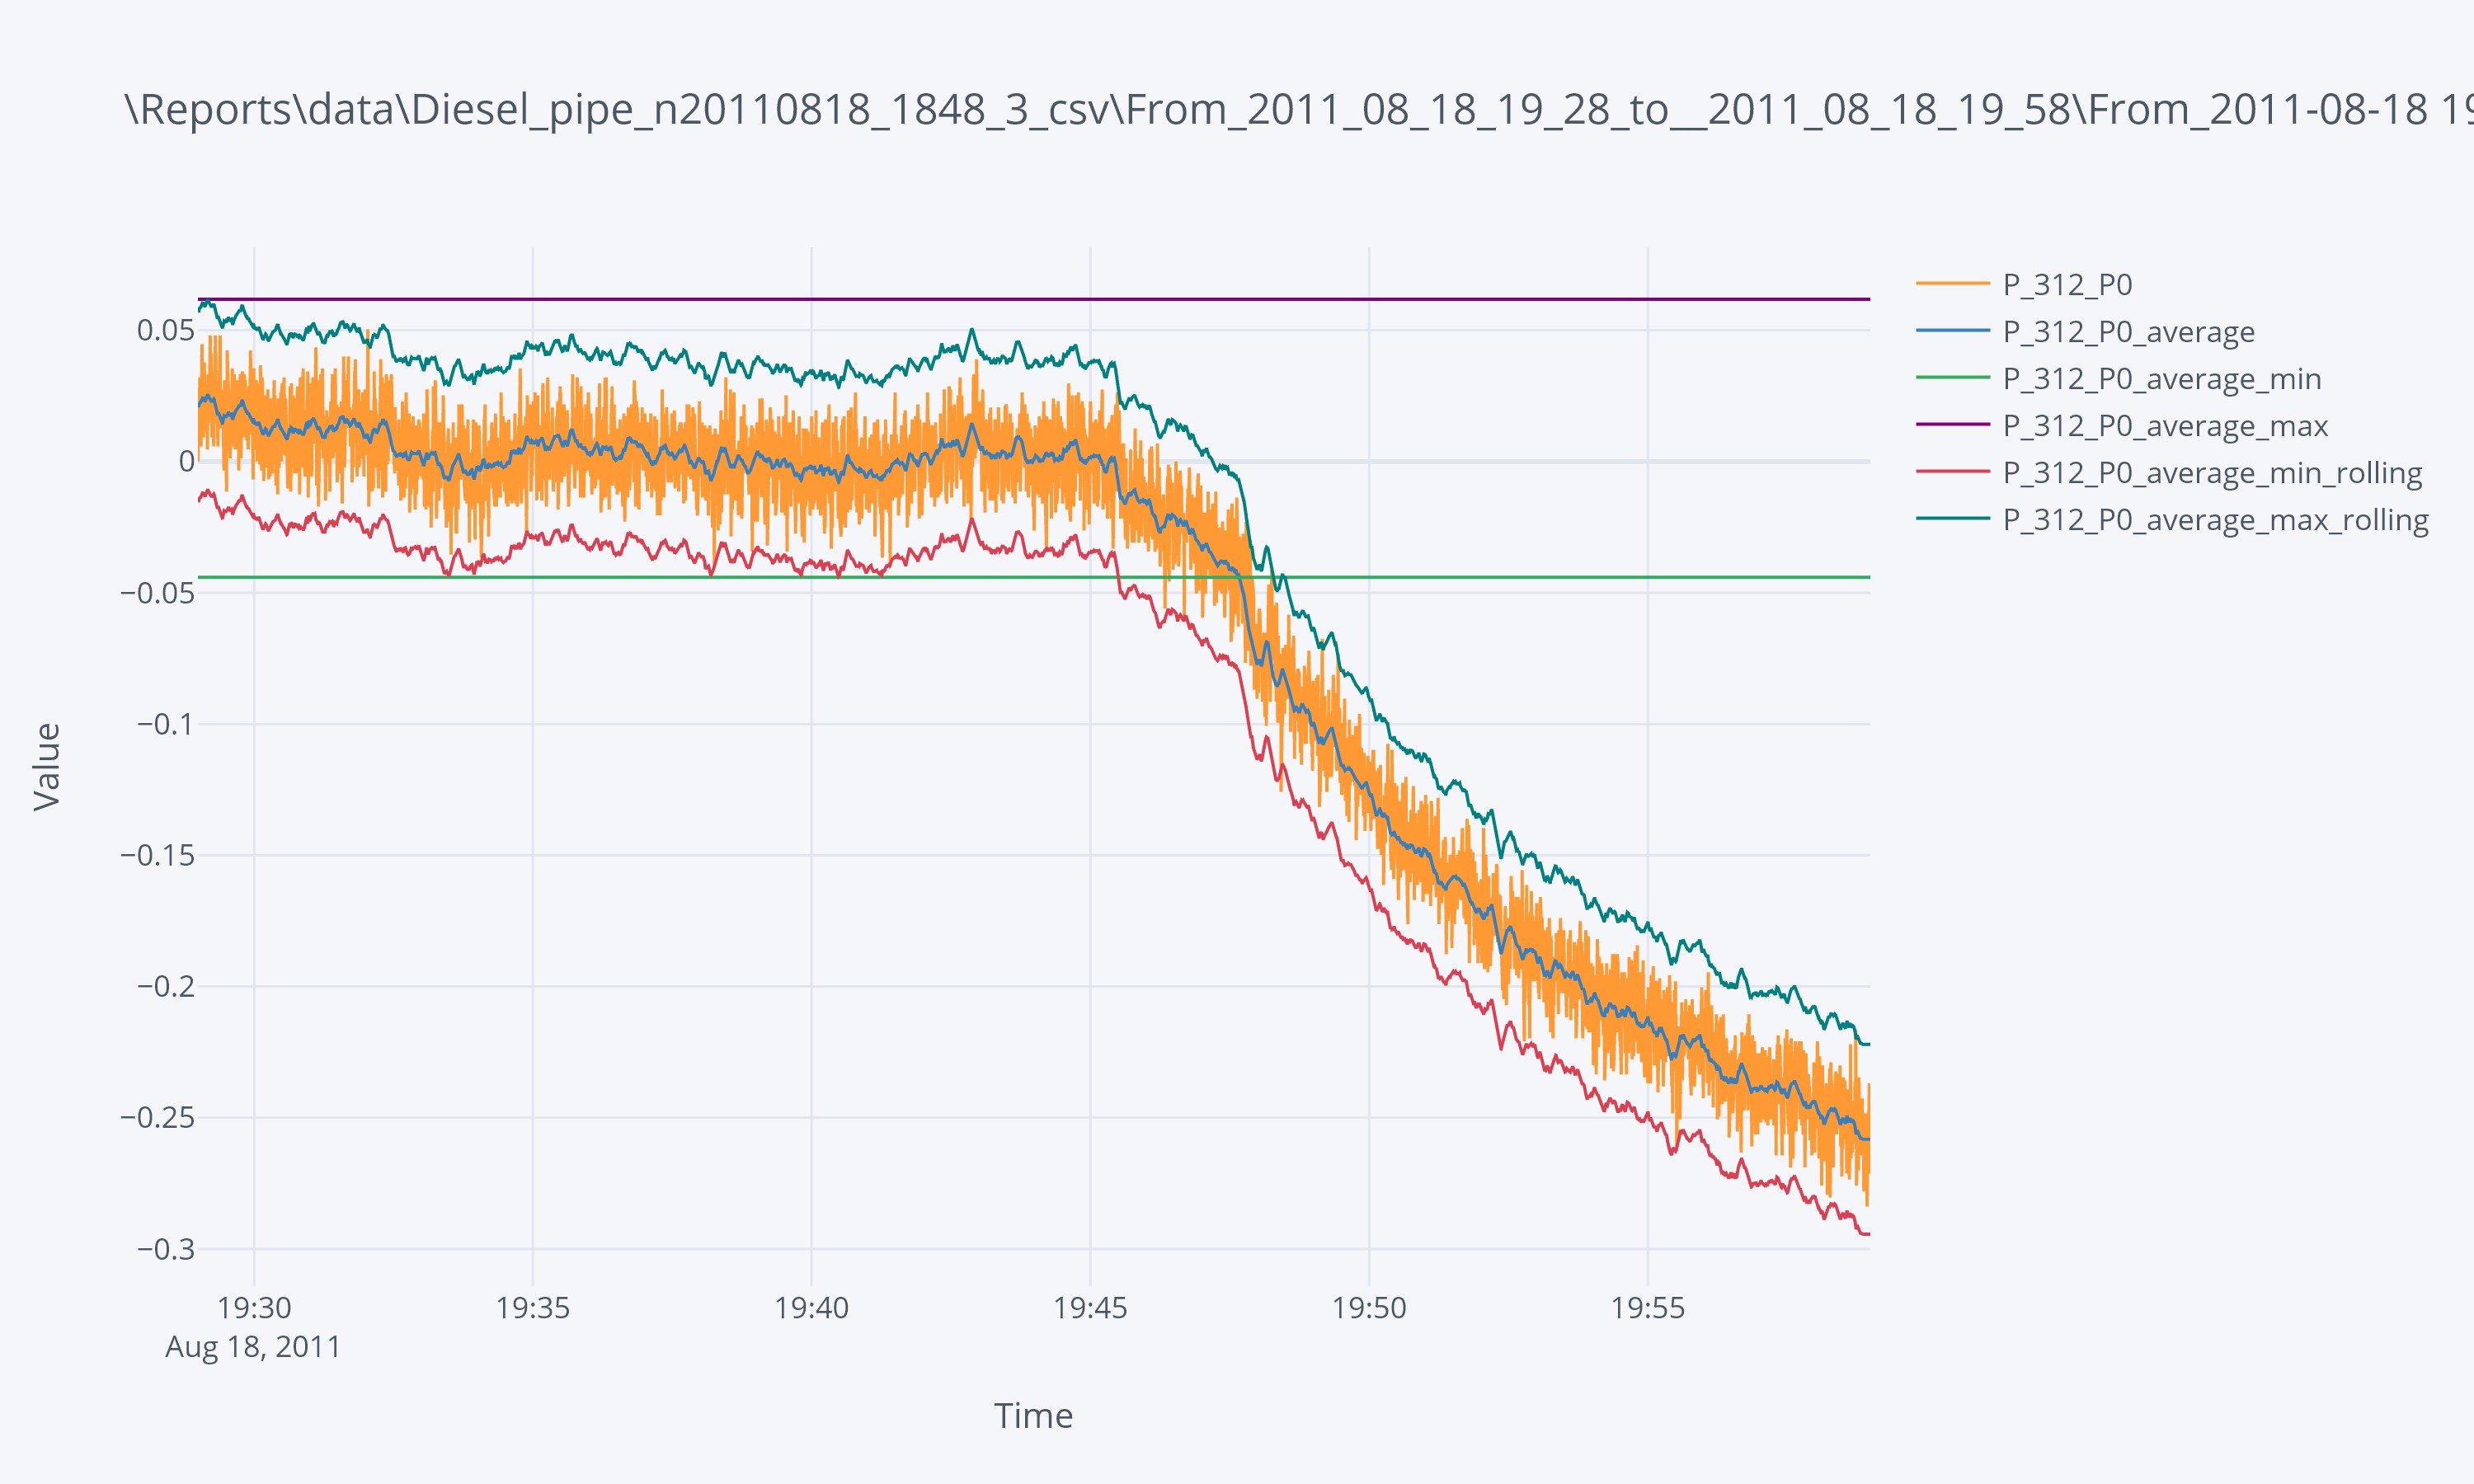 \Reports\data\Diesel_pipe_n20110818_1848_3_csv\From_2011_08_18_19_28_to__2011_08_18_19_58\From_2011-08-18 19
P_312_P0
P_312_P0_average
P_312_P0_average_min
P_312_P0_average_max
P_312_P0_average_min_rolling
P_312_P0_average_max_rolling
0.05
0
−0.05
−0.1
−0.15
−0.2
−0.25
−0.3
Value
19:30 19:35 19:40 19:45 19:50 19:55
Aug 18, 2011
Time